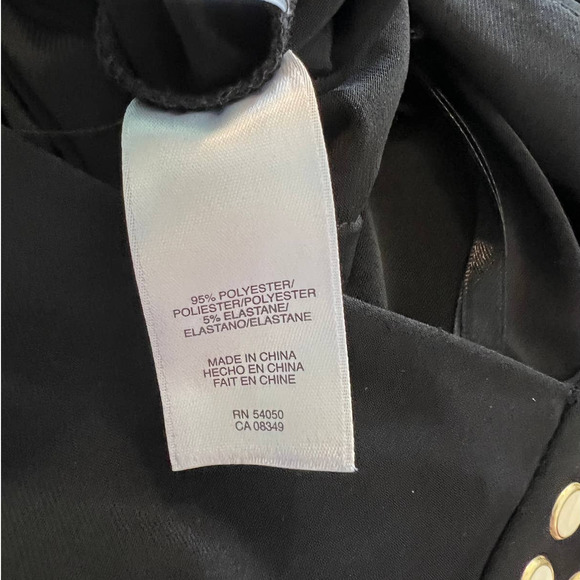 95% POLYESTER/
POLIESTER/POLYESTER
5% ELASTANE/
ELASTANO/ELASTANE
MADE IN CHINA
HECHO EN CHINA
FAIT EN CHINE
RN 54050
CA 08349